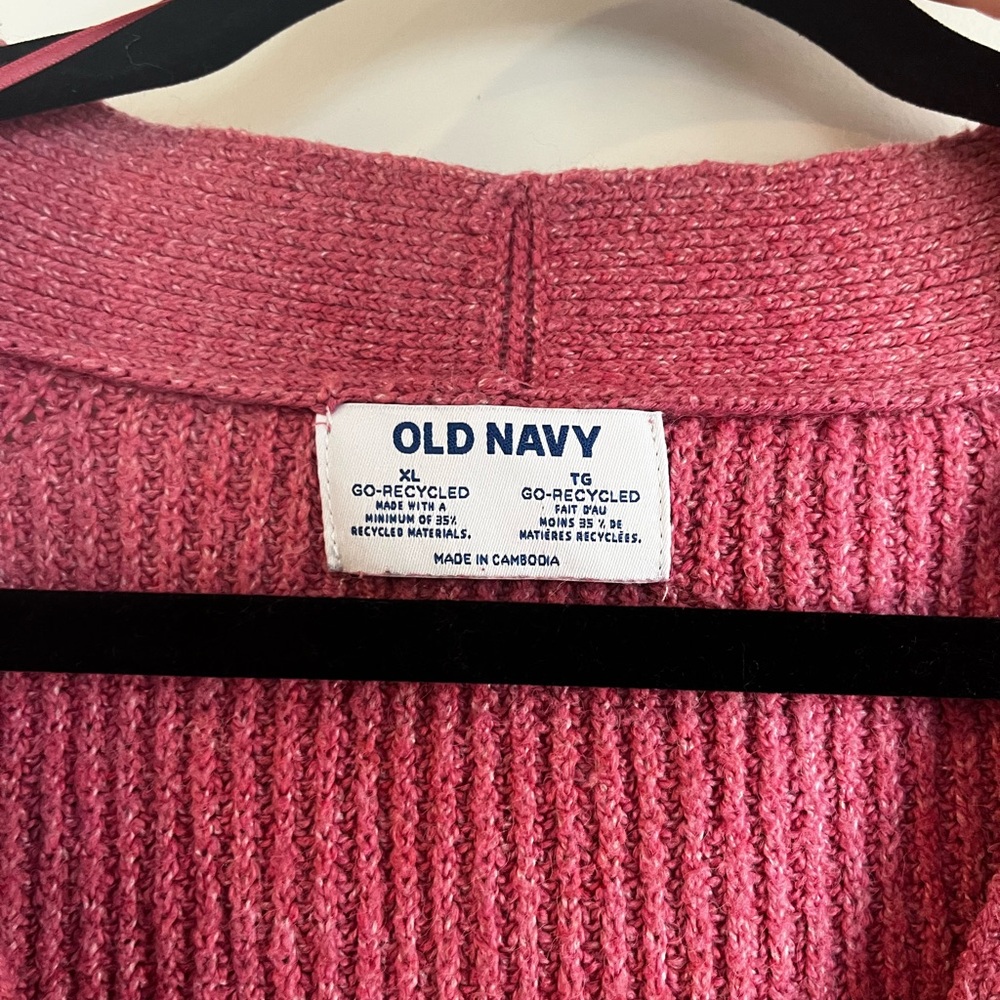 OLD NAVY
XL
GO-RECYCLED
MADE WITH A
MINIMUM OF 35%
RECYCLED MATERIALS.
TG
GO-RECYCLED
FAIT D'AU
MOINS 35 % DE
MATIÈRES RECYCLÉES.
MADE IN CAMBODIA